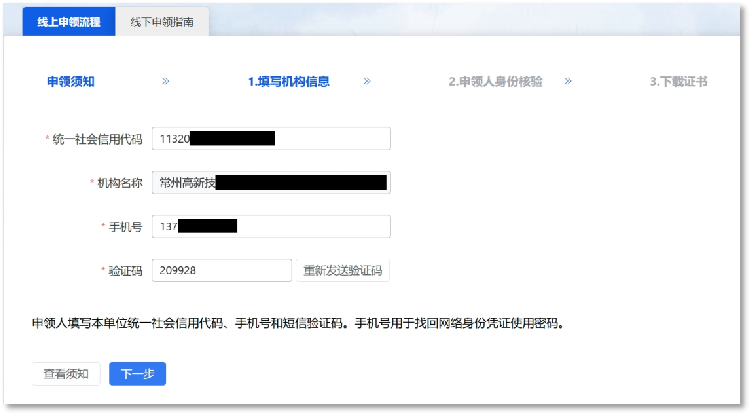 线上申领流程 线下申领指南
申领须知 » 1.填写机构信息 » 2.申领人身份核验 » 3.下载证书
* 统一社会信用代码 11320
* 机构名称 常州高新技
* 手机号 137
* 验证码 209928 重新发送验证码
申领人填写本单位统一社会信用代码、手机号和短信验证码。手机号用于找回网络身份凭证使用密码。
查看须知 下一步